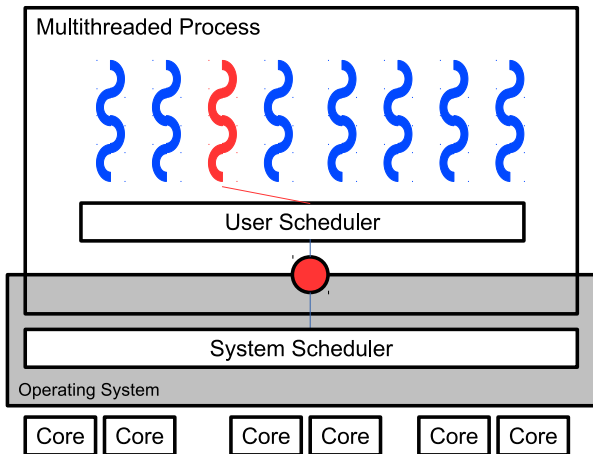 Multithreaded Process
User Scheduler
System Scheduler
Operating System
Core Core Core Core Core Core